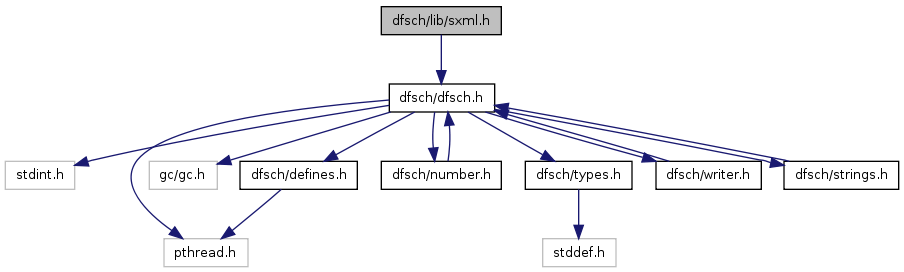 dfsch/lib/sxml.h
dfsch/dfsch.h
stdint.h
gc/gc.h
dfsch/defines.h
dfsch/number.h
dfsch/types.h
dfsch/writer.h
dfsch/strings.h
pthread.h
stddef.h